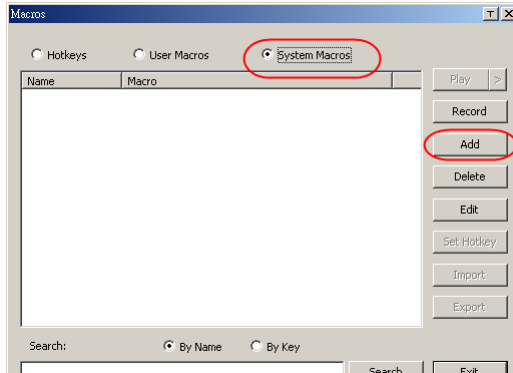 Macros
Hotkeys User Macros System Macros
Name Macro
Play >
Record
Add
Delete
Edit
Set Hotkey
Import
Export
Search: By Name By Key
Search Exit